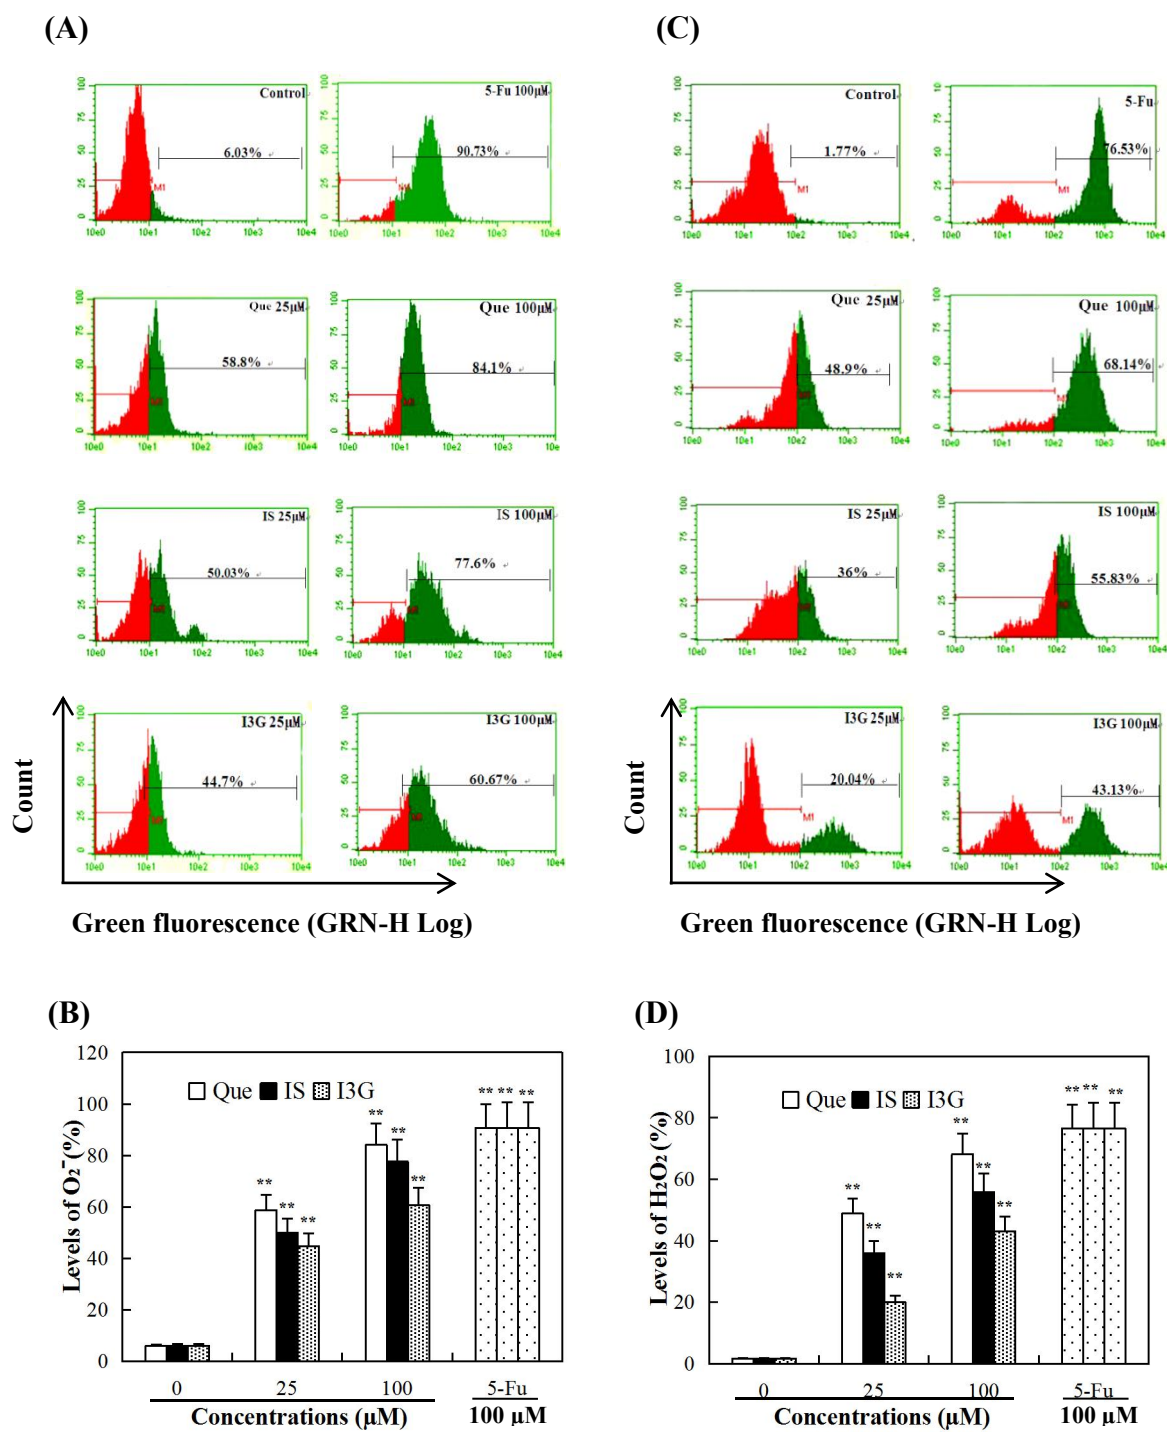 (A)
Control
6.03%
5-Fu 100μM
90.73%
Que 25μM
58.8%
Que 100μM
84.1%
IS 25μM
50.03%
IS 100μM
77.6%
I3G 25μM
44.7%
I3G 100μM
60.67%
Count
Green fluorescence (GRN-H Log)
(C)
Control
1.77%
M1
5-Fu
76.53%
M1
Que 25μM
48.9%
Que 100μM
68.14%
IS 25μM
36%
IS 100μM
55.83%
I3G 25μM
20.04%
M1
I3G 100μM
43.13%
M1
Count
Green fluorescence (GRN-H Log)
(B)
Levels of O₂⁻(%)
120
100
80
60
40
20
0
Que IS I3G
** ** **
** ** **
** ** **
0 25 100 5-Fu
Concentrations (μM) 100 μM
(D)
Levels of H₂O₂ (%)
100
80
60
40
20
0
Que IS I3G
** ** **
** ** **
** ** **
0 25 100 5-Fu
Concentrations (μM) 100 μM